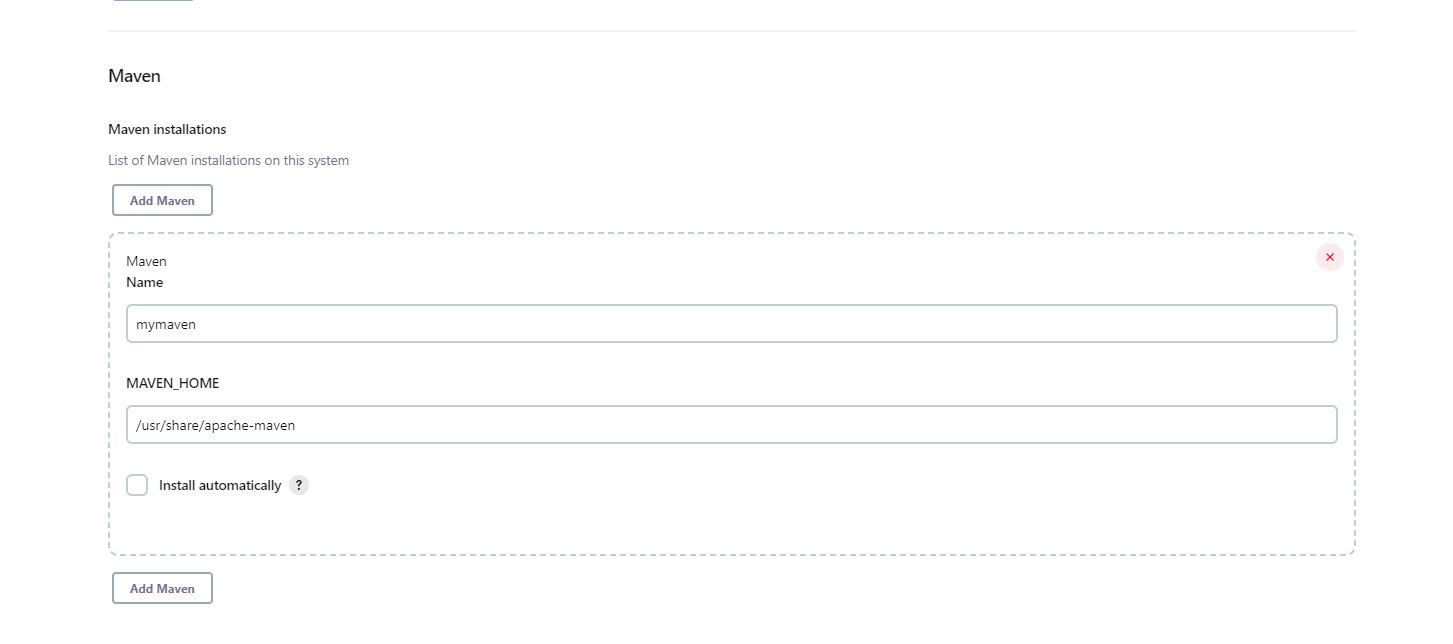 Maven
Maven installations
List of Maven installations on this system
Add Maven
Maven
Name
mymaven
MAVEN_HOME
/usr/share/apache-maven
Install automatically ?
Add Maven